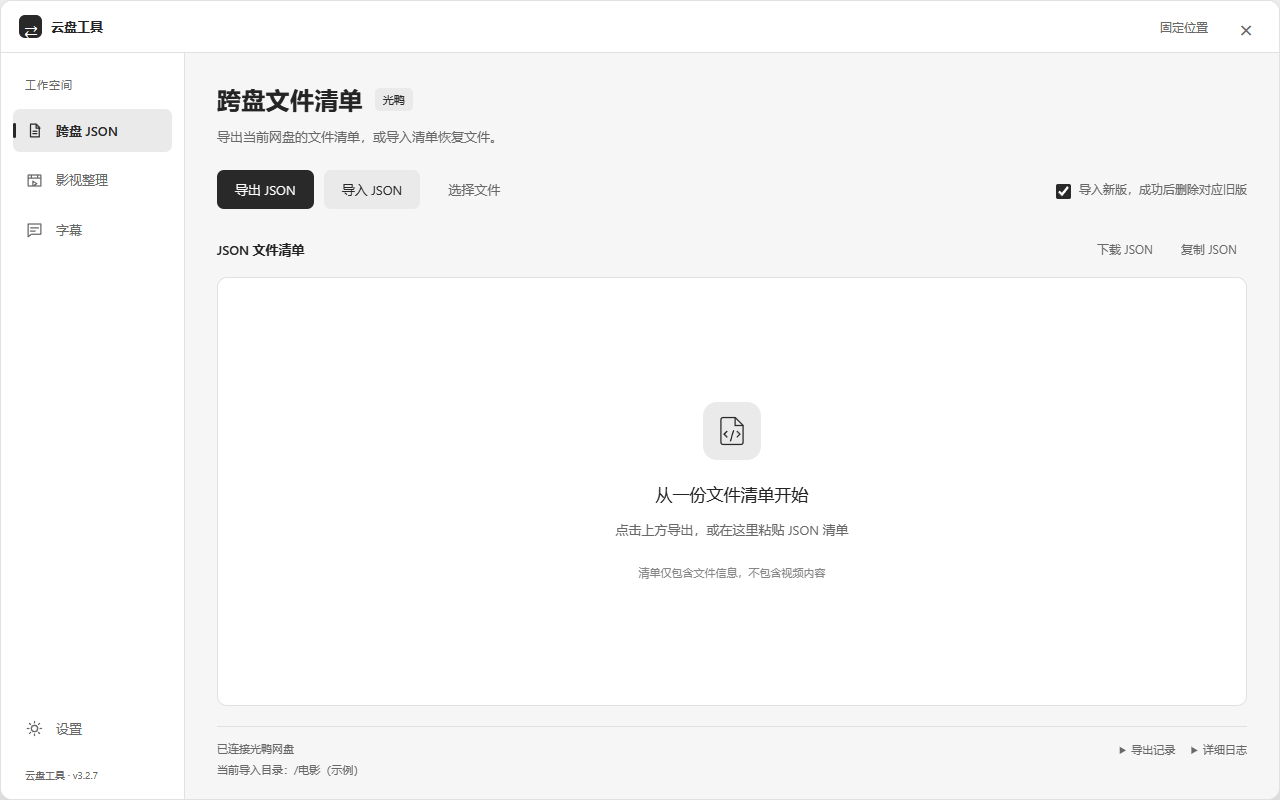 云盘工具
固定位置
工作空间
跨盘 JSON
影视整理
字幕
设置
云盘工具 · v3.2.7
跨盘文件清单
光鸭
导出当前网盘的文件清单，或导入清单恢复文件。
导出 JSON
导入 JSON
选择文件
导入新版，成功后删除对应旧版
JSON 文件清单
下载 JSON
复制 JSON
从一份文件清单开始
点击上方导出，或在这里粘贴 JSON 清单
清单仅包含文件信息，不包含视频内容
已连接光鸭网盘
当前导入目录：/电影（示例）
导出记录
详细日志